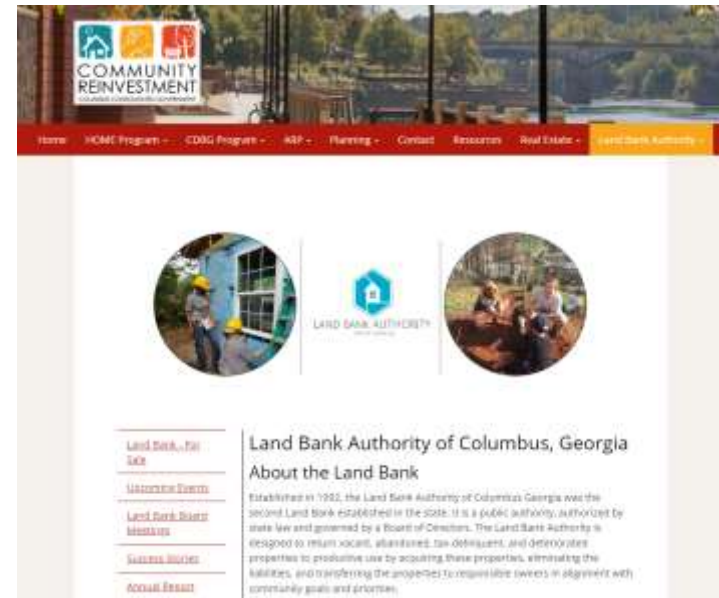 COMMUNITY
REINVESTMENT
COLUMBUS CONSOLIDATED GOVERNMENT
Home HOME Program CDBG Program ARP Planning Contact Resources Real Estate Land Bank Authority
LAND BANK AUTHORITY
Land Bank - For
Sale
Upcoming Events
Land Bank Board
Meetings
Success Stories
Annual Report
Land Bank Authority of Columbus, Georgia
About the Land Bank
Established in 1992, the Land Bank Authority of Columbus Georgia was the
second Land Bank established in the state. It is a public authority, authorized by
state law and governed by a Board of Directors. The Land Bank Authority is
designed to return vacant, abandoned, tax-delinquent, and deteriorated
properties to productive use by acquiring these properties, eliminating the
liabilities, and transferring the properties to responsible owners in alignment with
community goals and priorities.